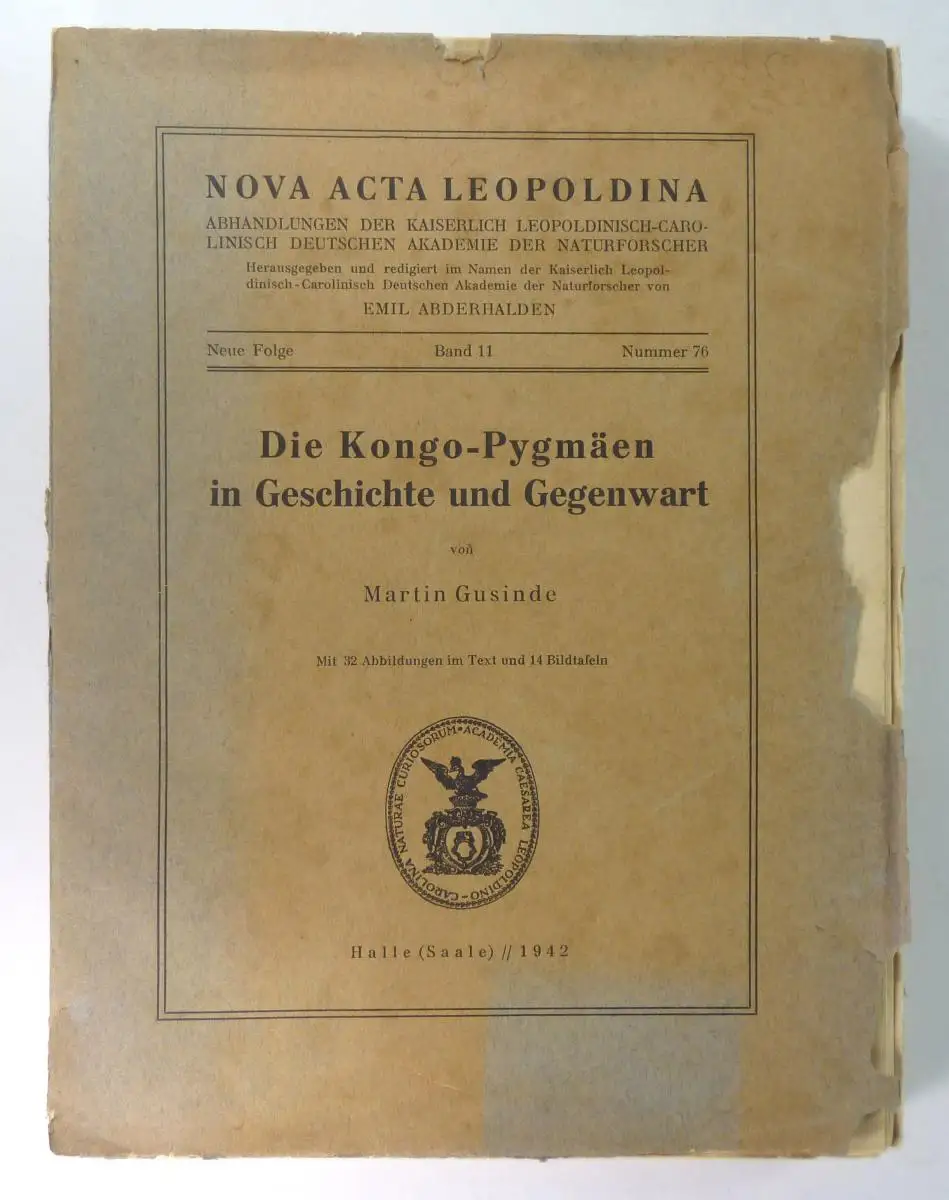 NOVA ACTA LEOPOLDINA
ABHANDLUNGEN DER KAISERLICH LEOPOLDINISCH-CARO-
LINISCH DEUTSCHEN AKADEMIE DER NATURFORSCHER
Herausgegeben und redigiert im Namen der Kaiserlich Leopol-
dinisch-Carolinisch Deutschen Akademie der Naturforscher von
EMIL ABDERHALDEN
Neue Folge Band 11 Nummer 76
Die Kongo-Pygmäen
in Geschichte und Gegenwart
von
Martin Gusinde
Mit 32 Abbildungen im Text und 14 Bildtafeln
ACADEMIA CAESAREA LEOPOLDINO-CAROLINA NATURAE CURIOSORUM
Halle (Saale) // 1942